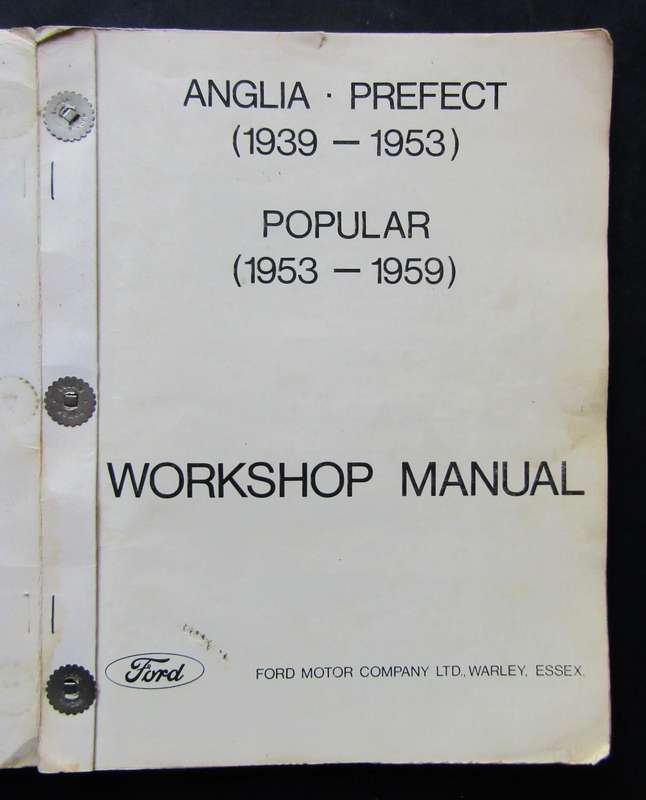 ANGLIA · PREFECT
(1939 — 1953)
POPULAR
(1953 — 1959)
WORKSHOP MANUAL
Ford
FORD MOTOR COMPANY LTD., WARLEY, ESSEX.